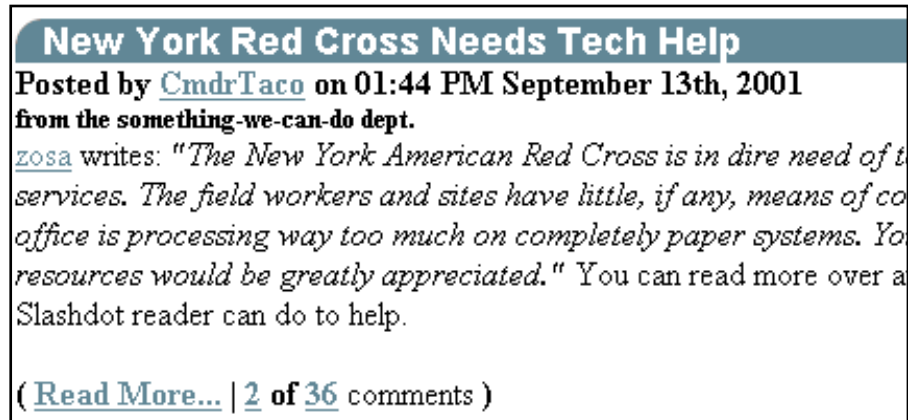 New York Red Cross Needs Tech Help
Posted by CmdrTaco on 01:44 PM September 13th, 2001
from the something-we-can-do dept.
zosa writes: "The New York American Red Cross is in dire need of
services. The field workers and sites have little, if any, means of
office is processing way too much on completely paper systems.
resources would be greatly appreciated." You can read more over
Slashdot reader can do to help.
( Read More... | 2 of 36 comments )